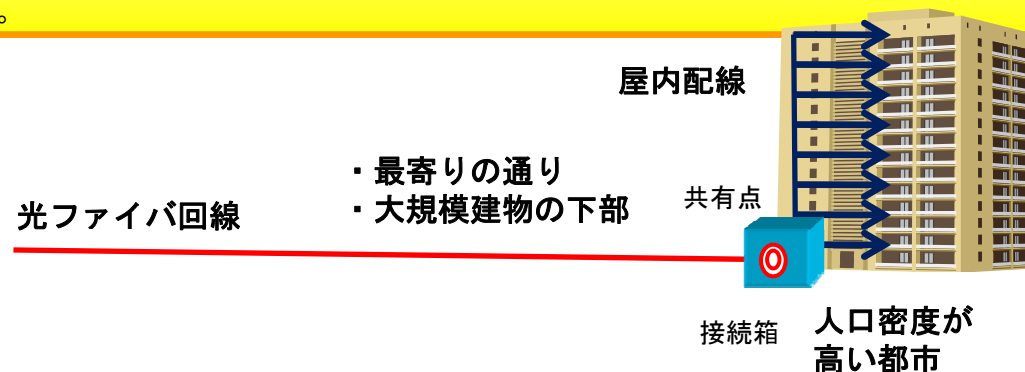 。
屋内配線
・最寄りの通り
・大規模建物の下部
共有点
光ファイバ回線
接続箱
人口密度が
高い都市